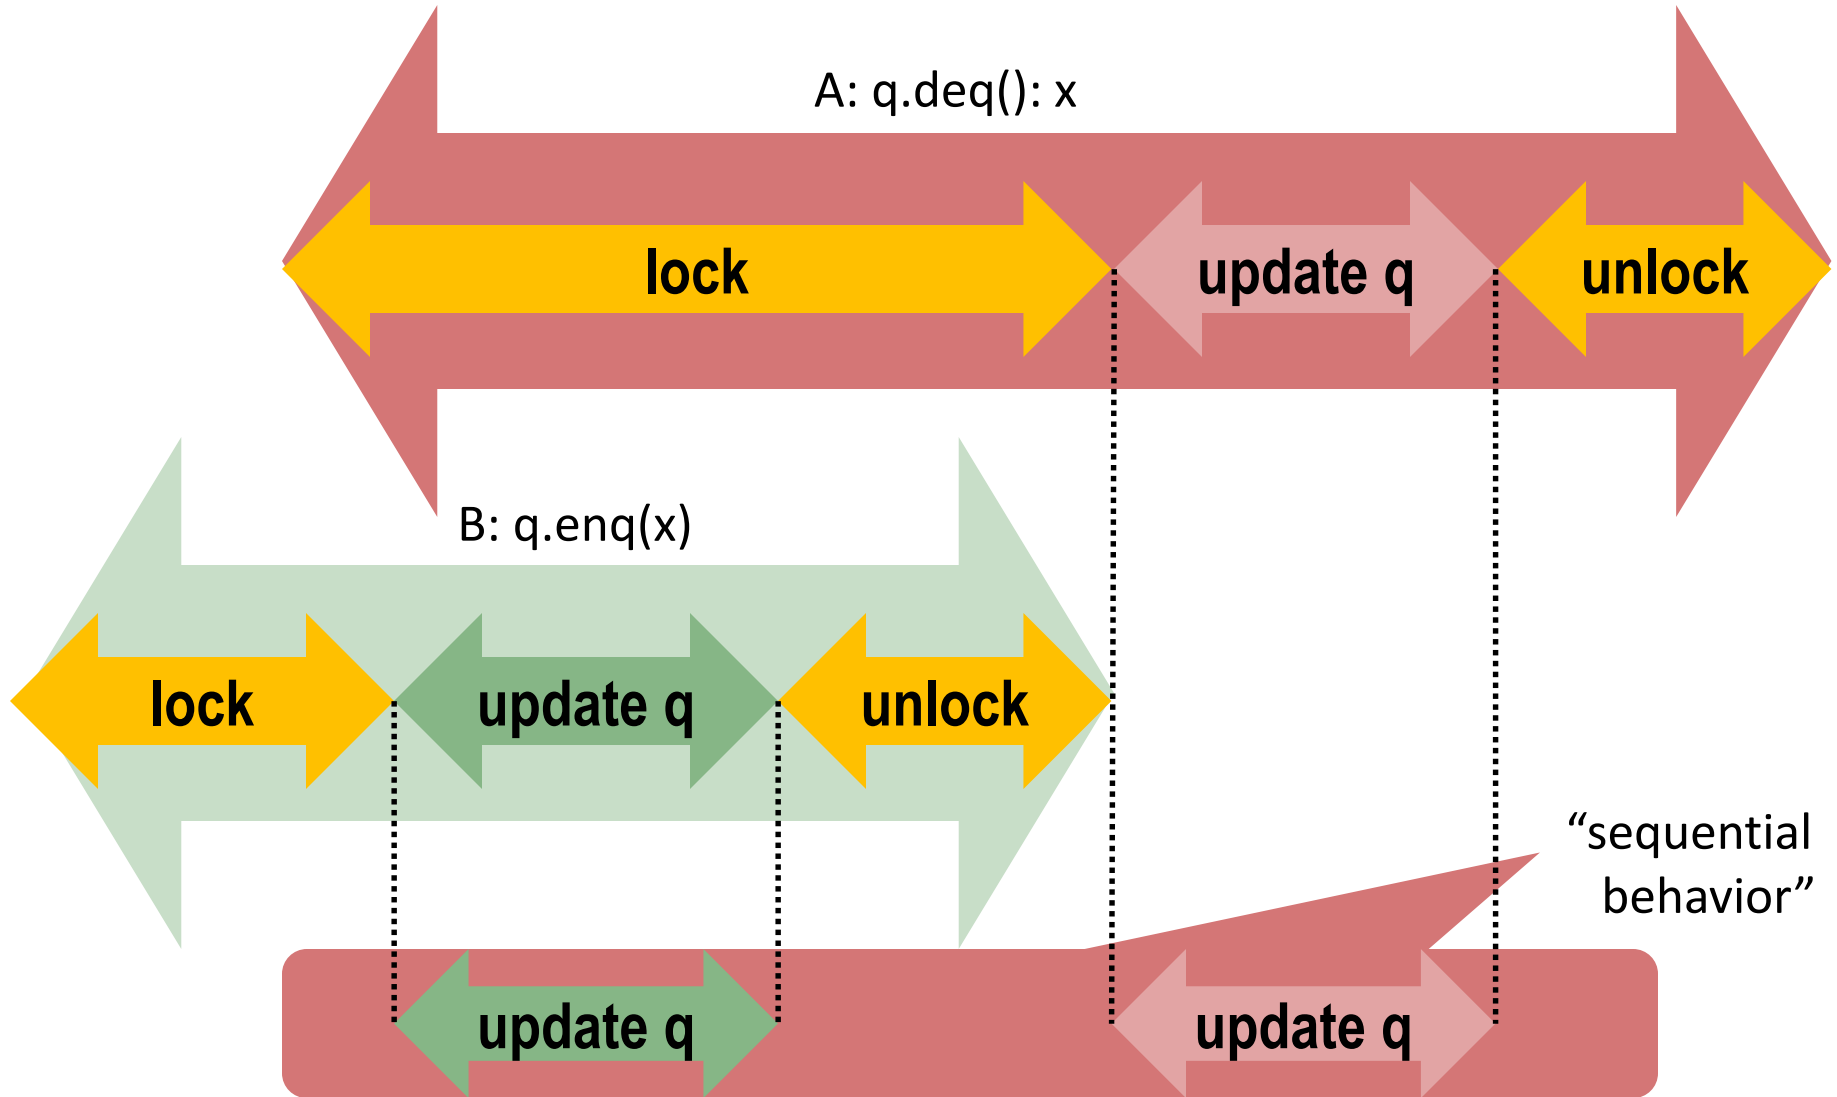 A: q.deq(): x
lock
update q
unlock
B: q.enq(x)
lock
update q
unlock
“sequential
behavior”
update q
update q